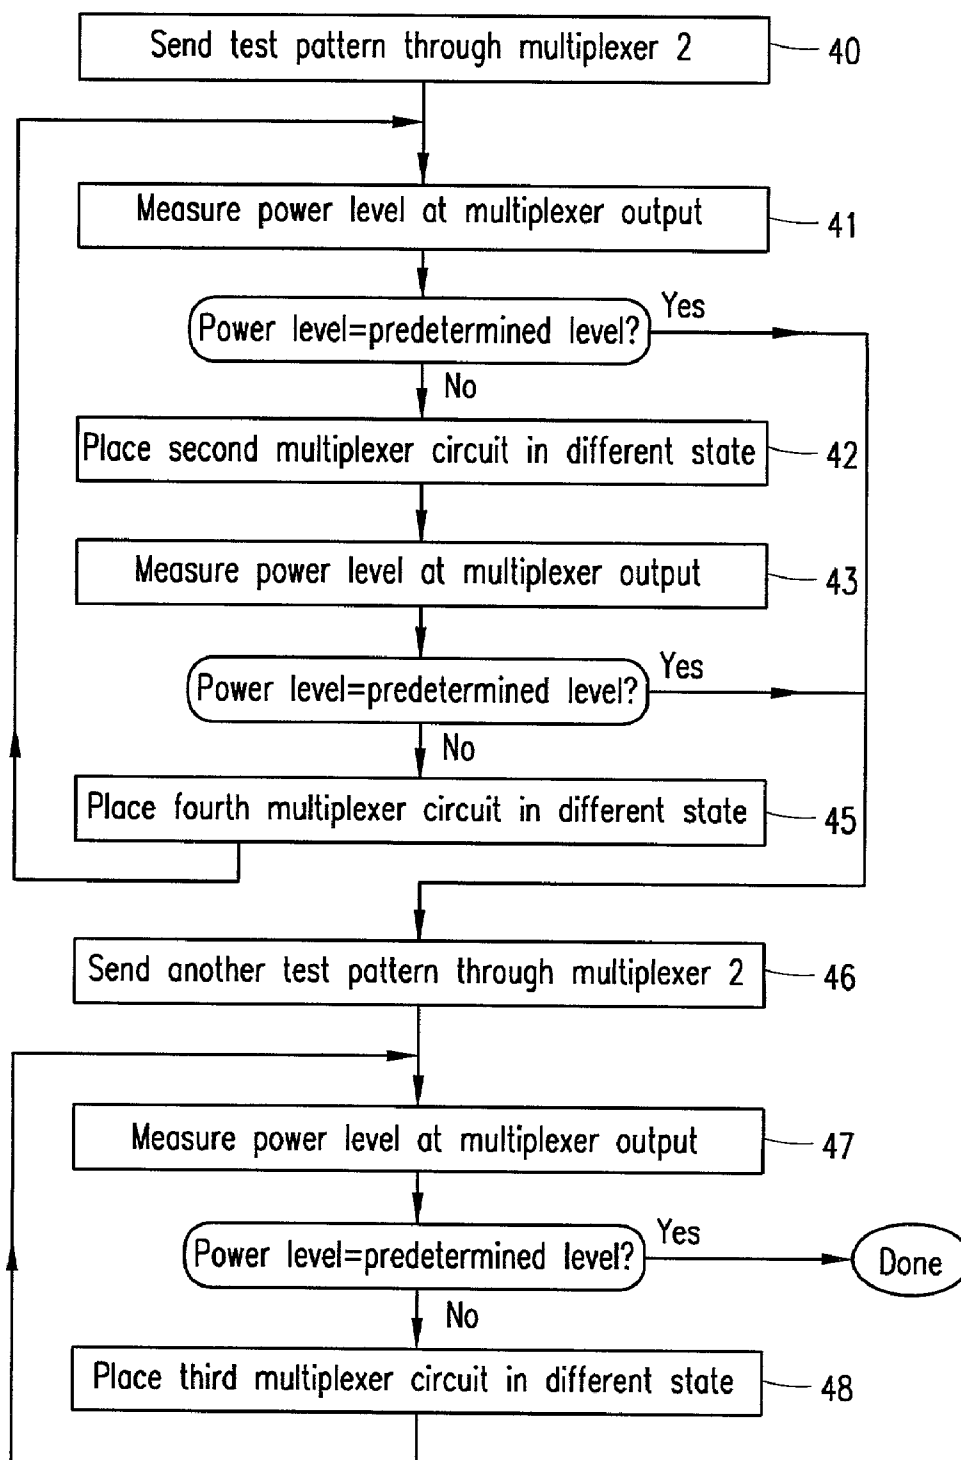 Send test pattern through multiplexer 2
40
Measure power level at multiplexer output
41
Power level=predetermined level?
Yes
No
Place second multiplexer circuit in different state
42
Measure power level at multiplexer output
43
Power level=predetermined level?
Yes
No
Place fourth multiplexer circuit in different state
45
Send another test pattern through multiplexer 2
46
Measure power level at multiplexer output
47
Power level=predetermined level?
Yes
Done
No
Place third multiplexer circuit in different state
48